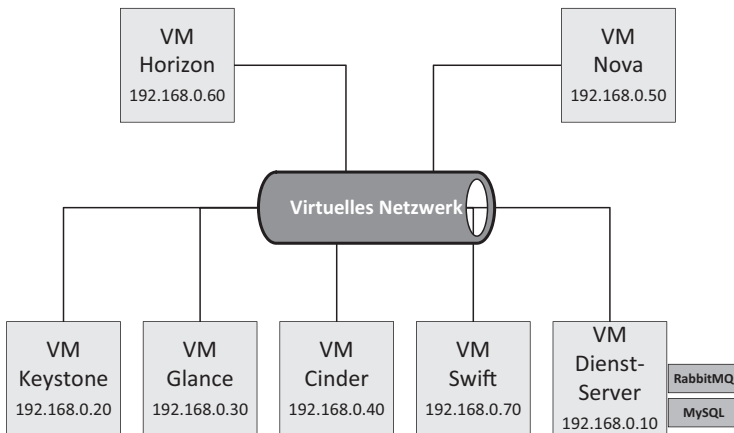 VM
Horizon
192.168.0.60
VM
Nova
192.168.0.50
Virtuelles Netzwerk
VM
Keystone
192.168.0.20
VM
Glance
192.168.0.30
VM
Cinder
192.168.0.40
VM
Swift
192.168.0.70
VM
Dienst-
Server
192.168.0.10
RabbitMQ
MySQL